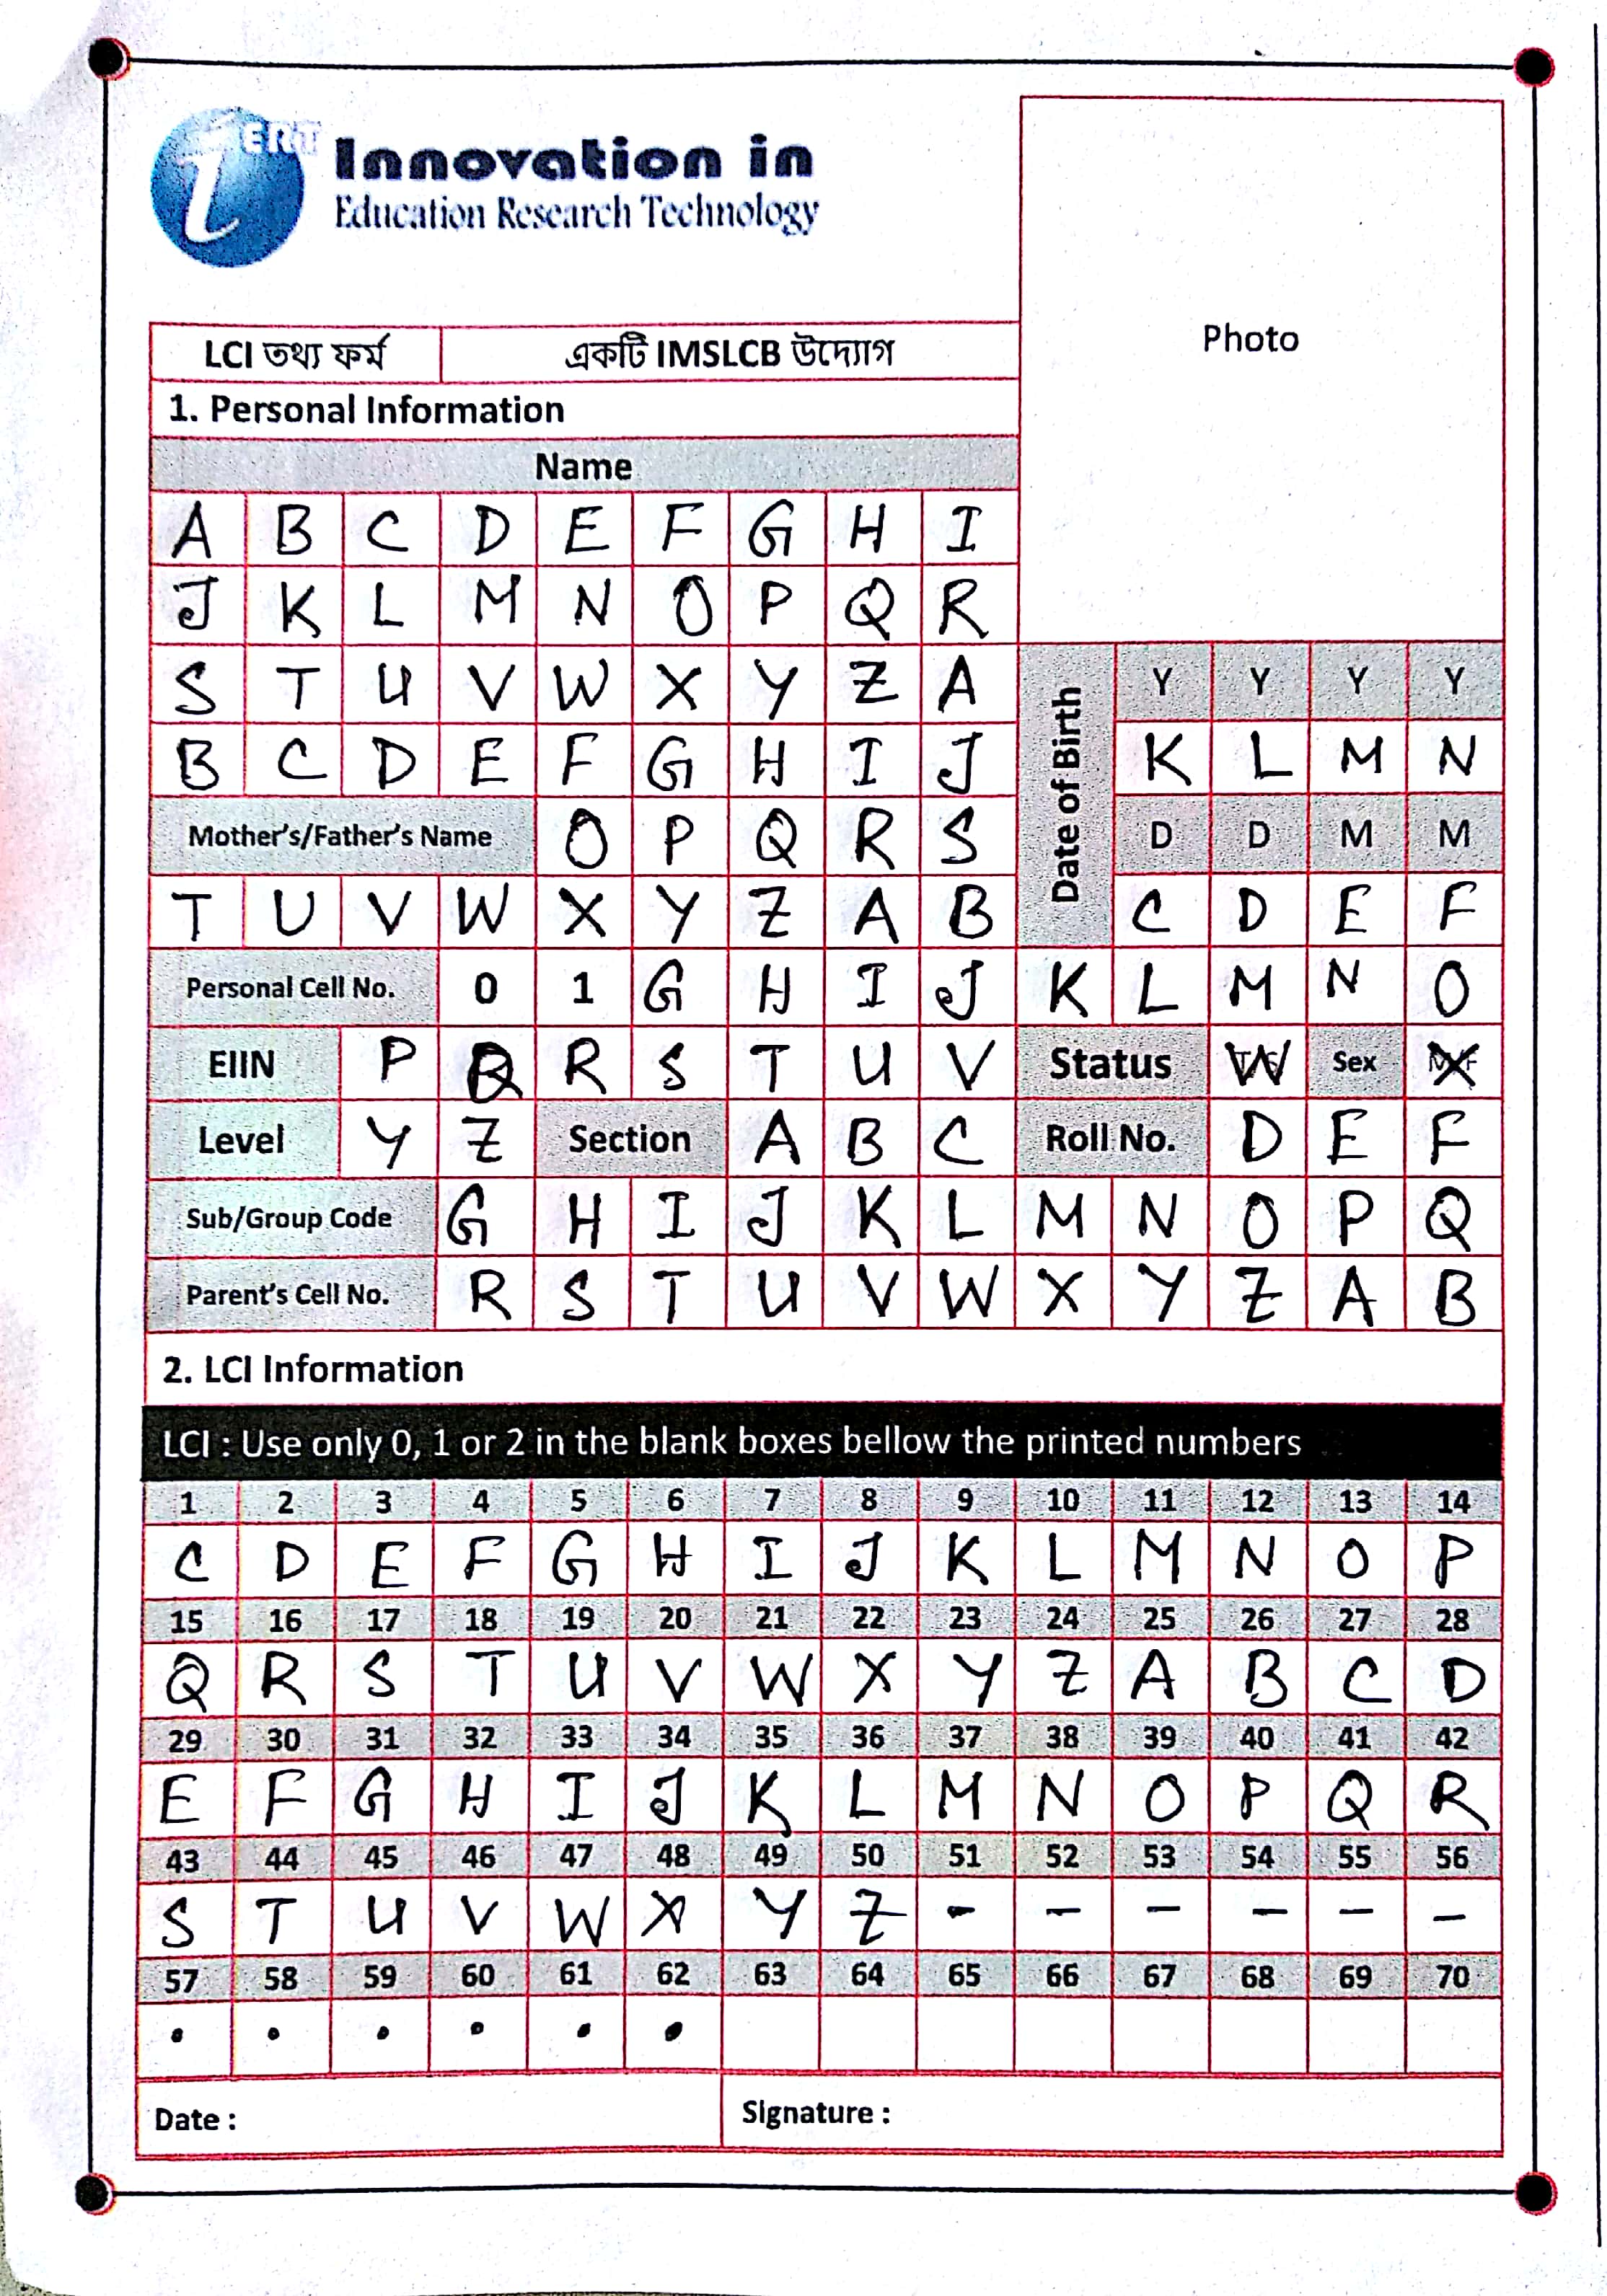 iERT Innovation in
Education Research Technology
Photo
LCI তথ্য ফর্ম একটি IMSLCB উদ্যোগ
1. Personal Information
Name
A B C D E F G H I
J K L M N O P Q R
S T U V W X Y Z A
Date of Birth Y Y Y Y
B C D E F G H I J K L M N
Mother's/Father's Name O P Q R S D D M M
T U V W X Y Z A B C D E F
Personal Cell No. 0 1 G H I J K L M N O
EIIN P Q R S T U V Status W Sex X
Level Y Z Section A B C Roll No. D E F
Sub/Group Code G H I J K L M N O P Q
Parent's Cell No. R S T U V W X Y Z A B
2. LCI Information
LCI : Use only 0, 1 or 2 in the blank boxes bellow the printed numbers
1 2 3 4 5 6 7 8 9 10 11 12 13 14
C D E F G H I J K L M N O P
15 16 17 18 19 20 21 22 23 24 25 26 27 28
Q R S T U V W X Y Z A B C D
29 30 31 32 33 34 35 36 37 38 39 40 41 42
E F G H I J K L M N O P Q R
43 44 45 46 47 48 49 50 51 52 53 54 55 56
S T U V W X Y Z - - - - - -
57 58 59 60 61 62 63 64 65 66 67 68 69 70
. . . . . .
Date : Signature :